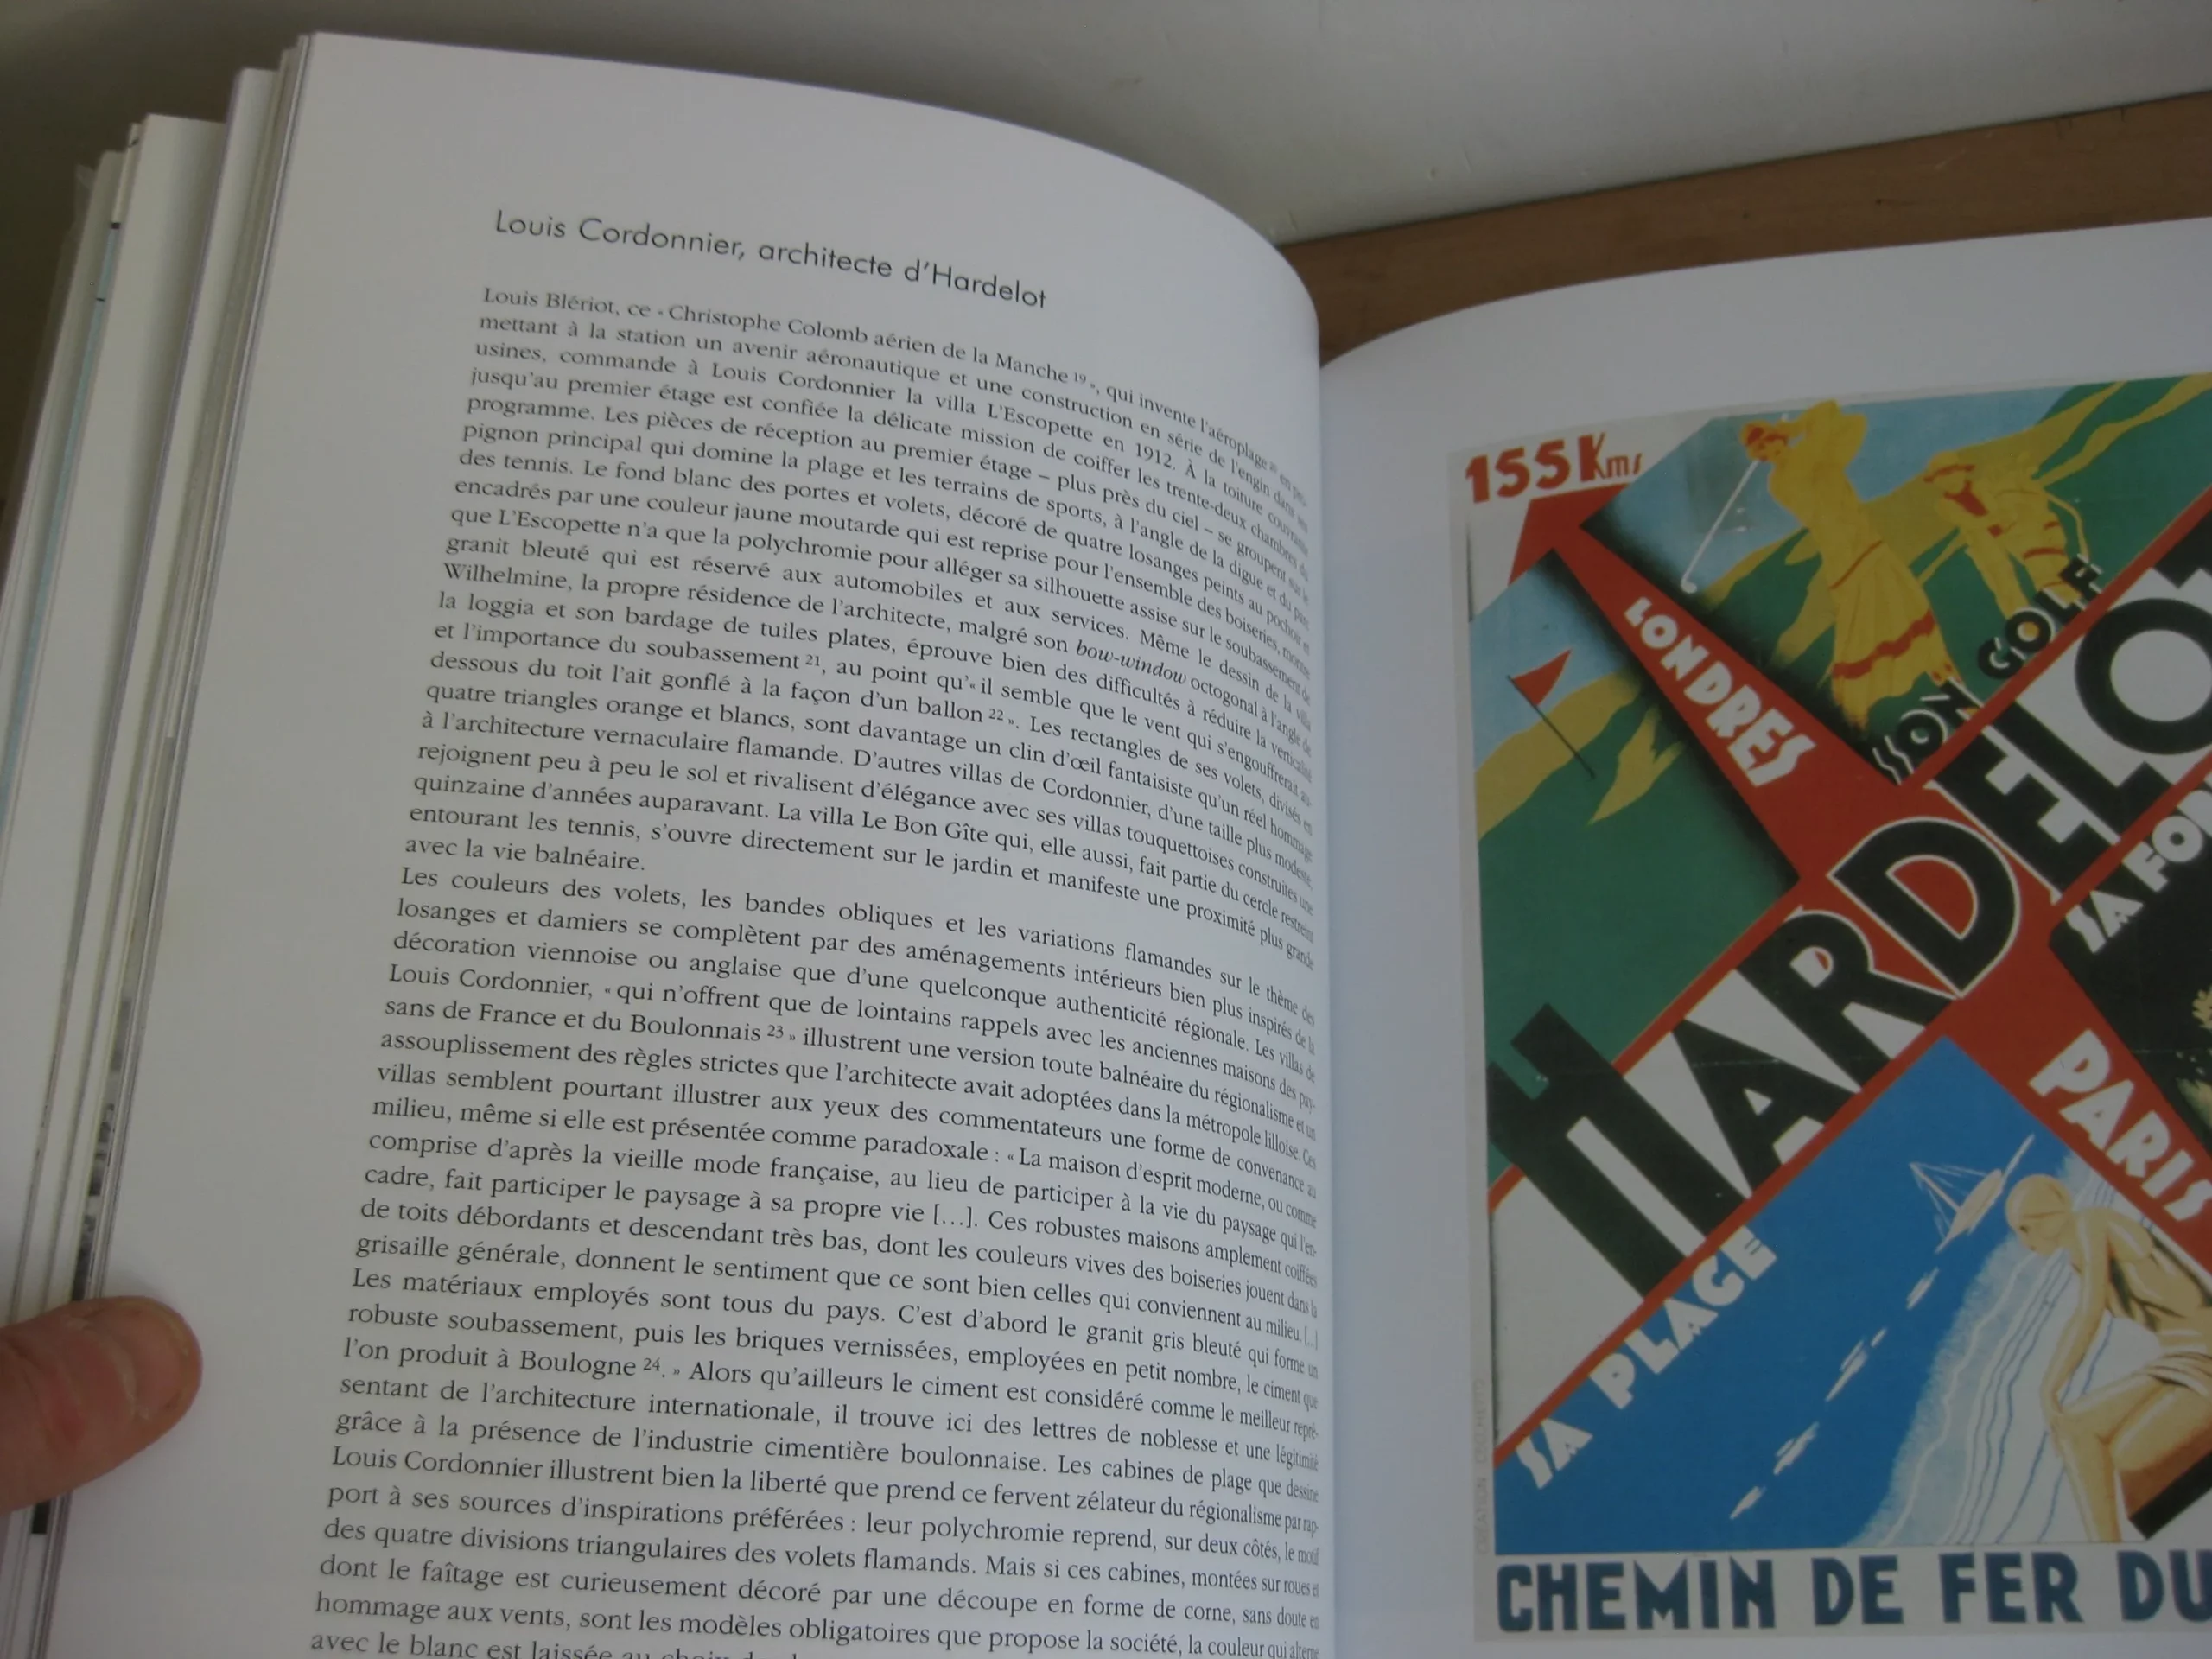 Louis Cordonnier, architecte d'Hardelot
Louis Blériot, ce « Christophe Colomb aérien de la Manche 19 », qui invente l'aéroplage 20 en pro-
mettant à la station un avenir aéronautique et une construction en série de l'engin dans ses
usines, commande à Louis Cordonnier la villa L'Escopette en 1912. À la toiture couvrante
jusqu'au premier étage est confiée la délicate mission de coiffer les trente-deux chambres du
programme. Les pièces de réception au premier étage – plus près du ciel – se groupent sur le
pignon principal qui domine la plage et les terrains de sports, à l'angle de la digue et du parc
des tennis. Le fond blanc des portes et volets, décoré de quatre losanges peints au pochoir et
encadrés par une couleur jaune moutarde qui est reprise pour l'ensemble des boiseries, montre
que L'Escopette n'a que la polychromie pour alléger sa silhouette assise sur le soubassement de
granit bleuté qui est réservé aux automobiles et aux services. Même le dessin de la villa
Wilhelmine, la propre résidence de l'architecte, malgré son bow-window octogonal à l'angle de
la loggia et son bardage de tuiles plates, éprouve bien des difficultés à réduire la verticalité
et l'importance du soubassement 21, au point qu'« il semble que le vent qui s'engouffrerait au-
dessous du toit l'ait gonflé à la façon d'un ballon 22 ». Les rectangles de ses volets, divisés en
quatre triangles orange et blancs, sont davantage un clin d'œil fantaisiste qu'un réel hommage
à l'architecture vernaculaire flamande. D'autres villas de Cordonnier, d'une taille plus modeste,
rejoignent peu à peu le sol et rivalisent d'élégance avec ses villas touquettoises construites une
quinzaine d'années auparavant. La villa Le Bon Gîte qui, elle aussi, fait partie du cercle restreint
entourant les tennis, s'ouvre directement sur le jardin et manifeste une proximité plus grande
avec la vie balnéaire.
Les couleurs des volets, les bandes obliques et les variations flamandes sur le thème des
losanges et damiers se complètent par des aménagements intérieurs bien plus inspirés de la
décoration viennoise ou anglaise que d'une quelconque authenticité régionale. Les villas de
Louis Cordonnier, « qui n'offrent que de lointains rappels avec les anciennes maisons des pay-
sans de France et du Boulonnais 23 » illustrent une version toute balnéaire du régionalisme et un
assouplissement des règles strictes que l'architecte avait adoptées dans la métropole lilloise. Ces
villas semblent pourtant illustrer aux yeux des commentateurs une forme de convenance au
milieu, même si elle est présentée comme paradoxale : « La maison d'esprit moderne, ou comme
comprise d'après la vieille mode française, au lieu de participer à la vie du paysage qui l'en-
cadre, fait participer le paysage à sa propre vie […]. Ces robustes maisons amplement coiffées
de toits débordants et descendant très bas, dont les couleurs vives des boiseries jouent dans la
grisaille générale, donnent le sentiment que ce sont bien celles qui conviennent au milieu. […]
Les matériaux employés sont tous du pays. C'est d'abord le granit gris bleuté qui forme un
robuste soubassement, puis les briques vernissées, employées en petit nombre, le ciment que
l'on produit à Boulogne 24. » Alors qu'ailleurs le ciment est considéré comme le meilleur repré-
sentant de l'architecture internationale, il trouve ici des lettres de noblesse et une légitimité
grâce à la présence de l'industrie cimentière boulonnaise. Les cabines de plage que dessine
Louis Cordonnier illustrent bien la liberté que prend ce fervent zélateur du régionalisme par rap-
port à ses sources d'inspirations préférées : leur polychromie reprend, sur deux côtés, le motif
des quatre divisions triangulaires des volets flamands. Mais si ces cabines, montées sur roues et
dont le faîtage est curieusement décoré par une découpe en forme de corne, sans doute en
hommage aux vents, sont les modèles obligatoires que propose la société, la couleur qui alterne
avec le blanc est laissée au choix
155 Kms
LONDRES
SON GOLF
HARDELOT
SA FOR
PARIS
SA PLAGE
CHEMIN DE FER DU